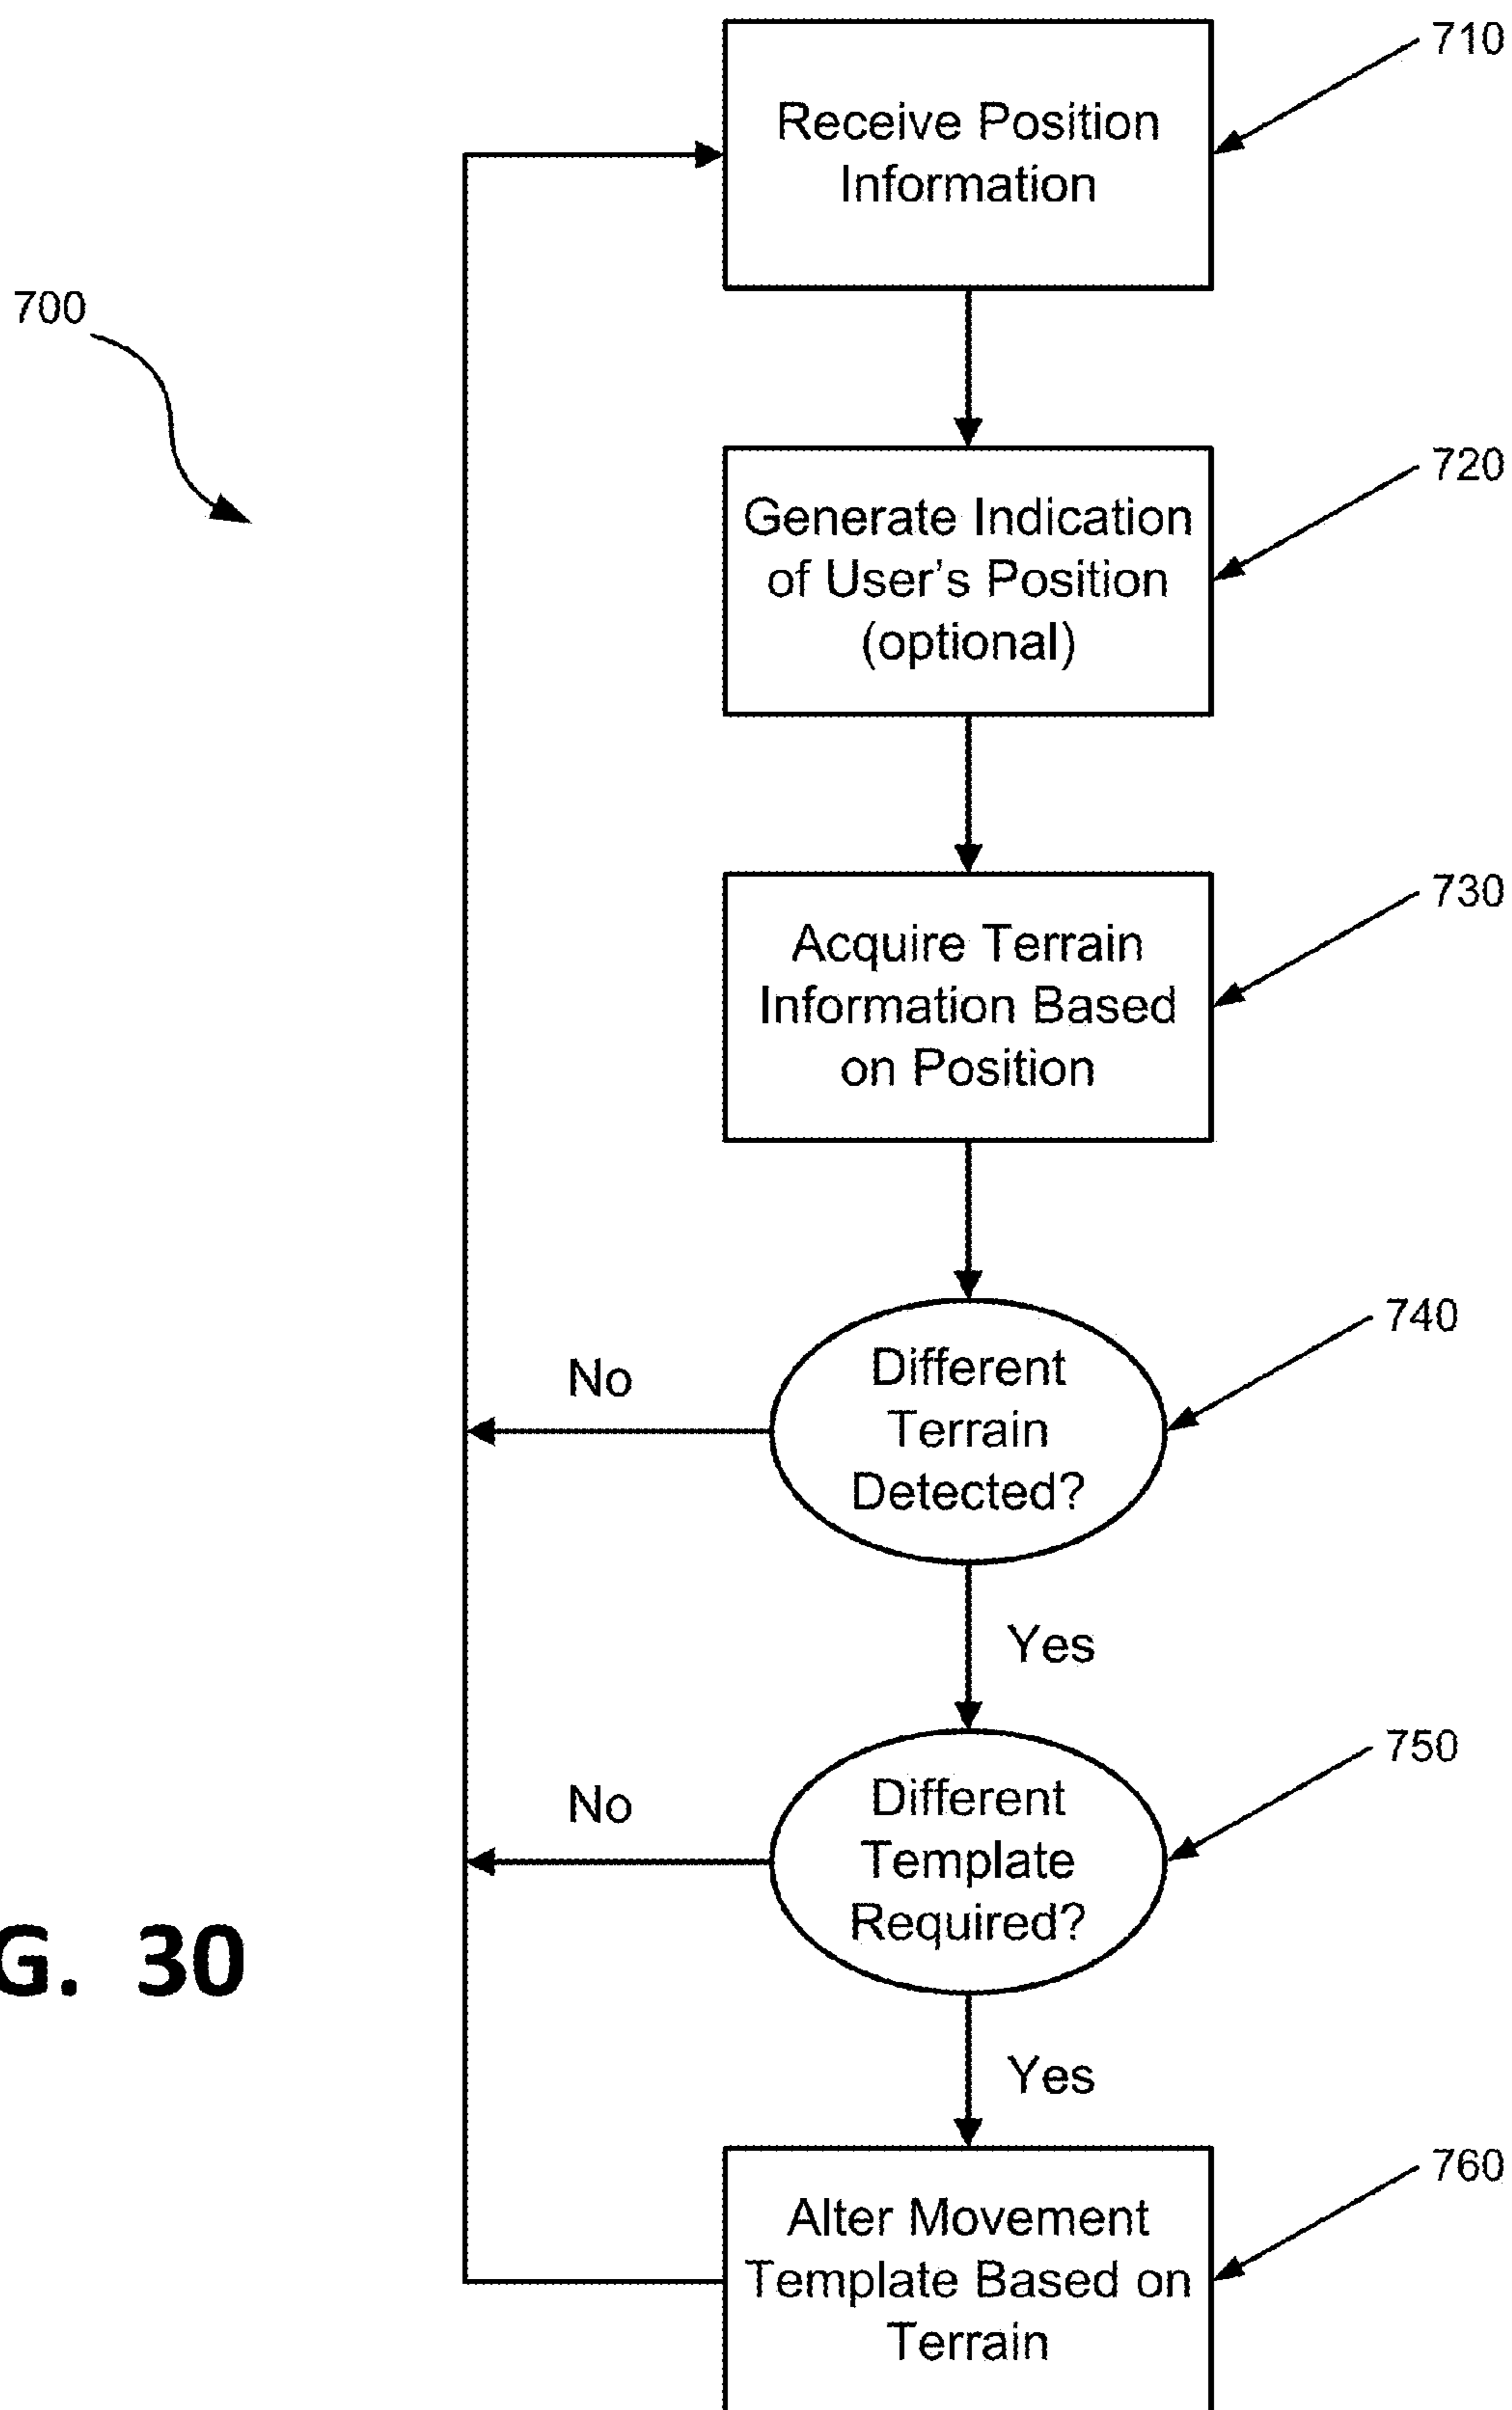 710
Receive Position
Information
700
720
Generate Indication
of User's Position
(optional)
730
Acquire Terrain
Information Based
on Position
740
Different
Terrain
Detected?
No
Yes
750
Different
Template
Required?
No
G. 30
Yes
760
Alter Movement
Template Based on
Terrain